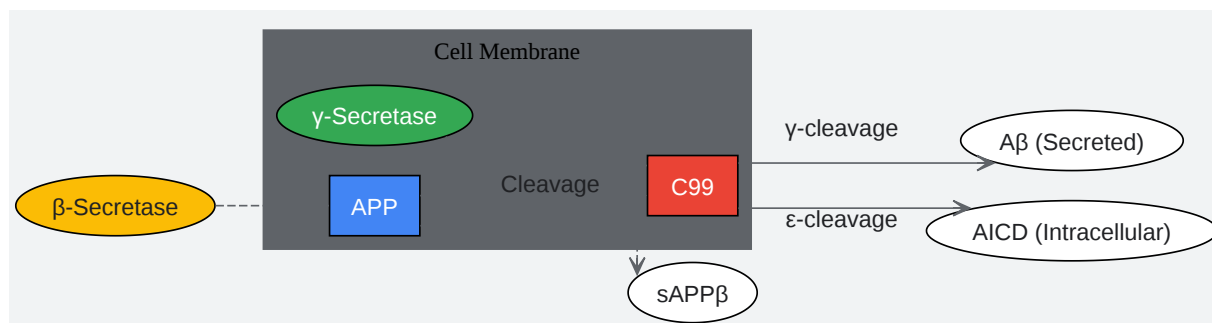 Cell Membrane
γ-Secretase
γ-cleavage
Aβ (Secreted)
β-Secretase
APP
Cleavage
C99
ε-cleavage
AICD (Intracellular)
sAPPβ